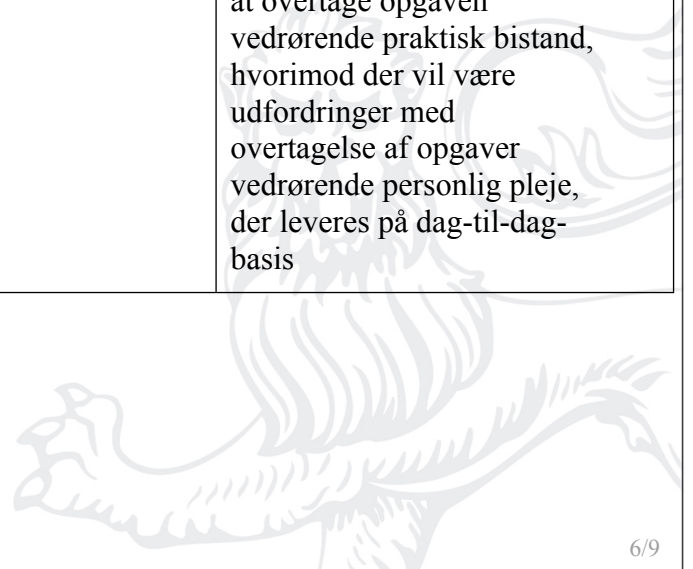 at overtage opgaven
vedrørende praktisk bistand,
hvorimod der vil være
udfordringer med
overtagelse af opgaver
vedrørende personlig pleje,
der leveres på dag-til-dag-
basis
6/9